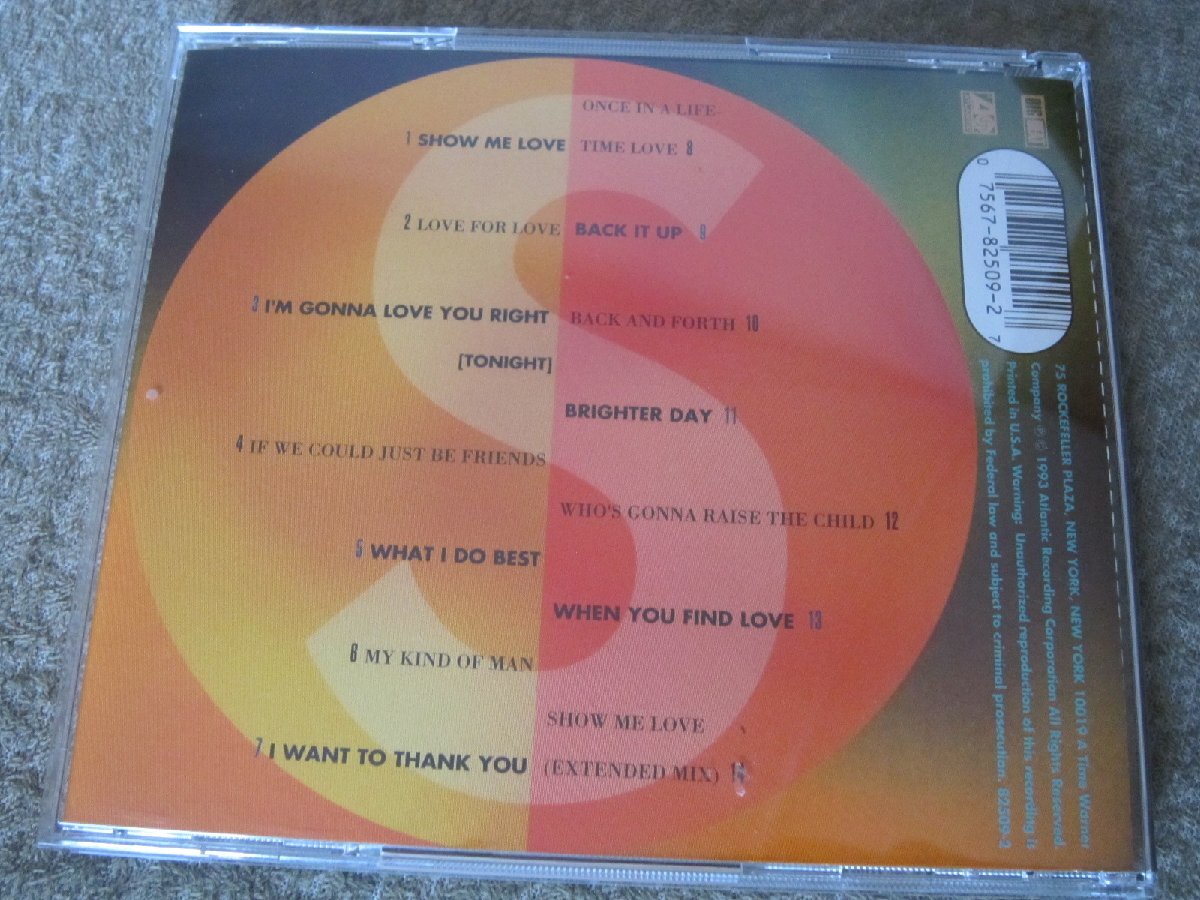 1 SHOW ME LOVE
2 LOVE FOR LOVE
3 I'M GONNA LOVE YOU RIGHT
[TONIGHT]
4 IF WE COULD JUST BE FRIENDS
5 WHAT I DO BEST
6 MY KIND OF MAN
7 I WANT TO THANK YOU
ONCE IN A LIFE-
TIME LOVE 8
BACK IT UP 9
BACK AND FORTH 10
BRIGHTER DAY 11
WHO'S GONNA RAISE THE CHILD 12
WHEN YOU FIND LOVE 13
SHOW ME LOVE
(EXTENDED MIX) 14
0 7567-82509-2 7
75 ROCKEFELLER PLAZA, NEW YORK, NEW YORK 10019 A Time Warner
Company ℗ © 1993 Atlantic Recording Corporation All Rights Reserved.
Printed in U.S.A. Warning: Unauthorized reproduction of this recording is
prohibited by Federal law and subject to criminal prosecution. 82509-2